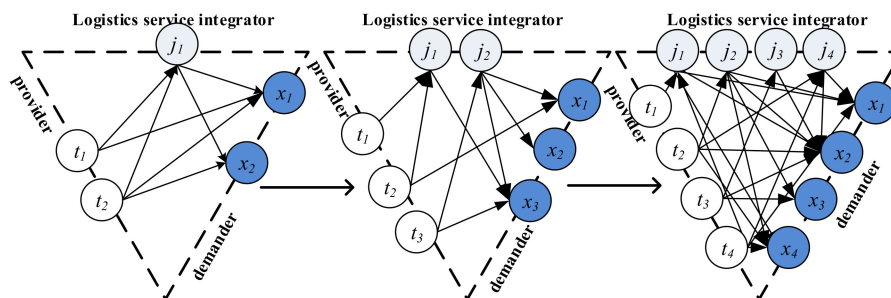 Logistics service integrator
j1
provider
x1
t1
x2
t2
demander
Logistics service integrator
j1
j2
provider
x1
t1
x2
t2
x3
t3
demander
Logistics service integrator
j1
j2
j3
j4
provider
x1
t1
t2
x2
t3
x3
demander
t4
x4